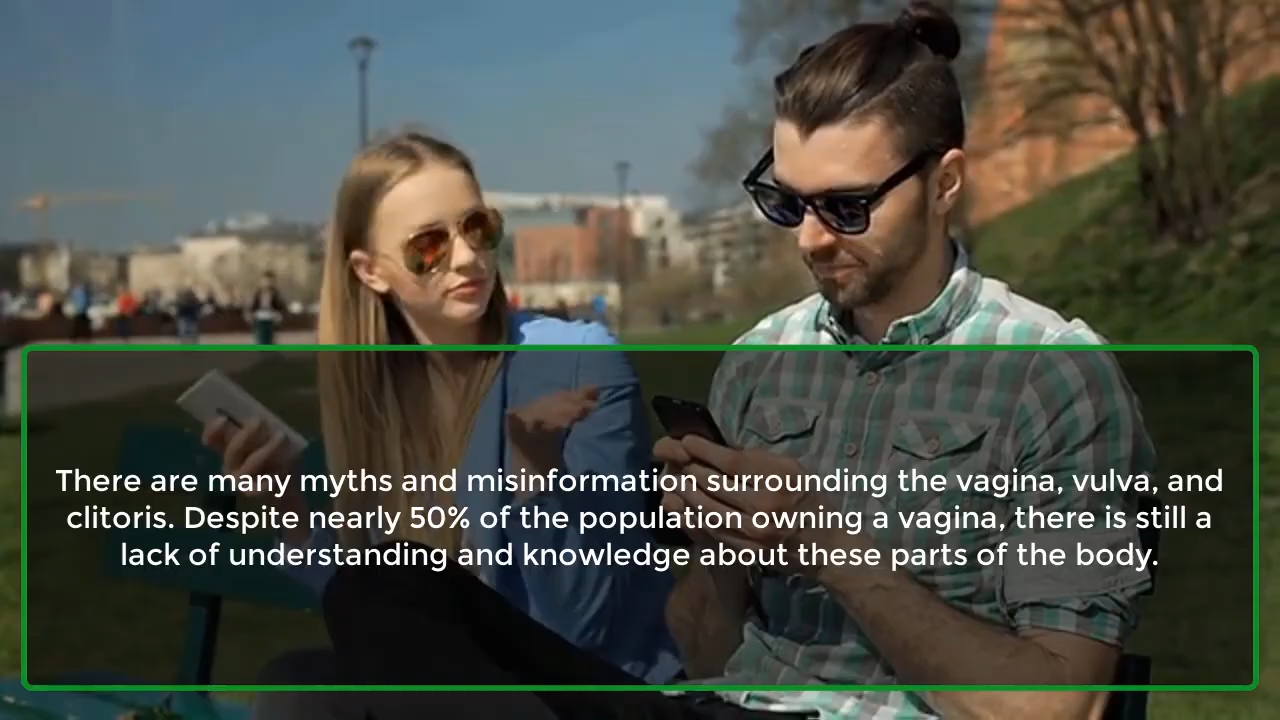 There are many myths and misinformation surrounding the vagina, vulva, and
clitoris. Despite nearly 50% of the population owning a vagina, there is still a
lack of understanding and knowledge about these parts of the body.